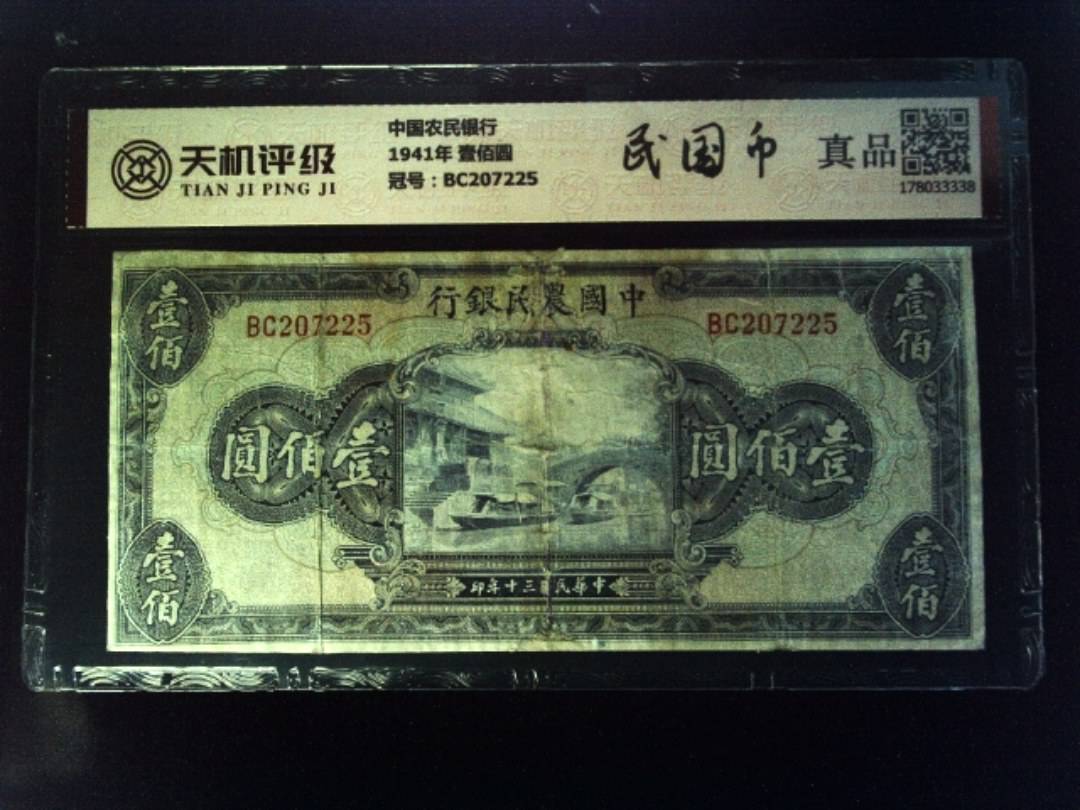 天机评级
TIAN JI PING JI
中国农民银行
1941年 壹佰圆
冠号：BC207225
民国币
真品
178033338
行銀民農國中
BC207225
BC207225
壹佰
壹佰
圓佰壹
圓佰壹
印年十三國民華中
壹佰
壹佰